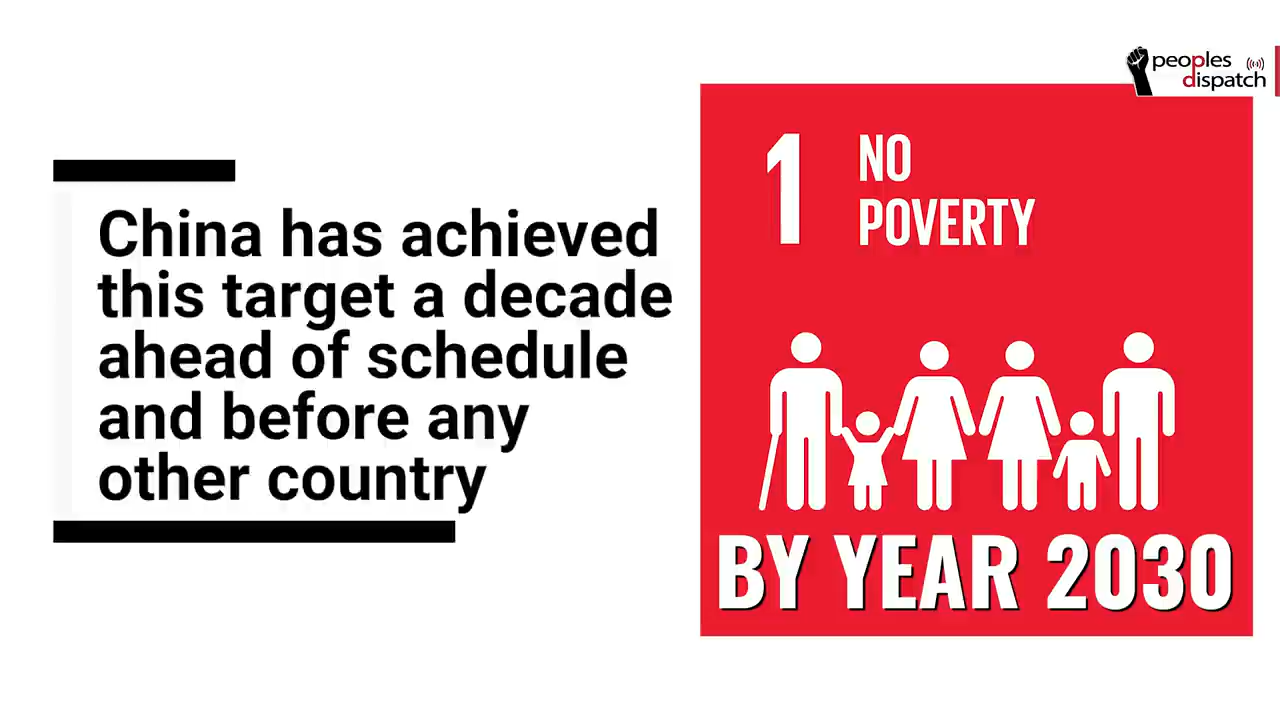 peoples
dispatch
China has achieved
this target a decade
ahead of schedule
and before any
other country
1
NO
POVERTY
BY YEAR 2030